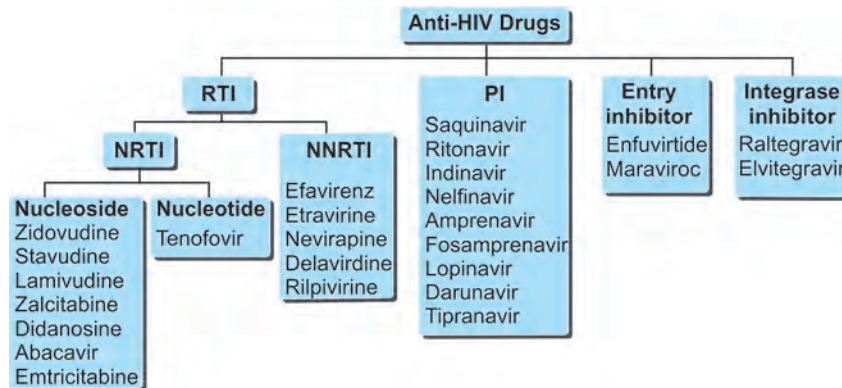 Anti-HIV Drugs
RTI
NRTI
Nucleoside
Zidovudine
Stavudine
Lamivudine
Zalcitabine
Didanosine
Abacavir
Emtricitabine
Nucleotide
Tenofovir
NNRTI
Efavirenz
Etravirine
Nevirapine
Delavirdine
Rilpivirine
PI
Saquinavir
Ritonavir
Indinavir
Nelfinavir
Amprenavir
Fosamprenavir
Lopinavir
Darunavir
Tipranavir
Entry
inhibitor
Enfuvirtide
Maraviroc
Integrase
inhibitor
Raltegravir
Elvitegravir